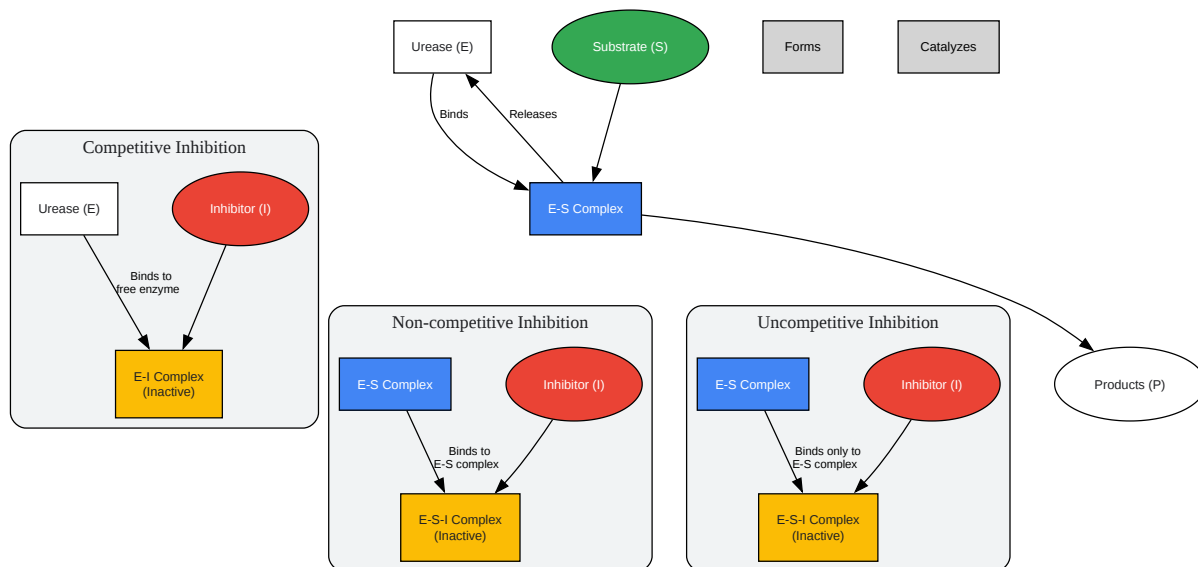 Urease (E)
Substrate (S)
Forms
Catalyzes
Binds
Releases
E-S Complex
Competitive Inhibition
Urease (E)
Inhibitor (I)
Binds to
free enzyme
E-I Complex
(Inactive)
Non-competitive Inhibition
E-S Complex
Inhibitor (I)
Binds to
E-S complex
E-S-I Complex
(Inactive)
Uncompetitive Inhibition
E-S Complex
Inhibitor (I)
Binds only to
E-S complex
E-S-I Complex
(Inactive)
Products (P)